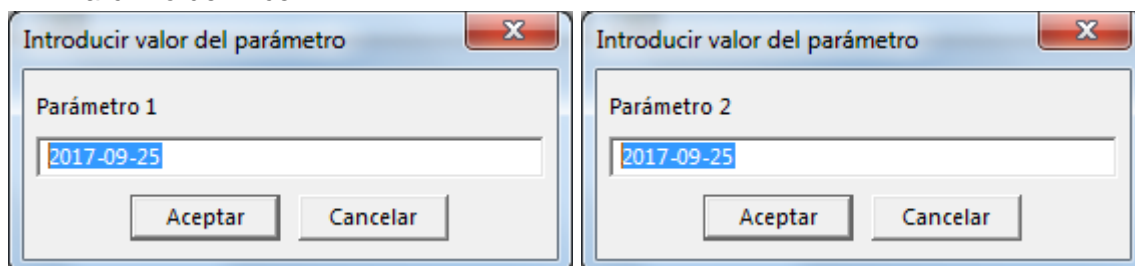 Introducir valor del parámetro
Parámetro 1
2017-09-25
Aceptar Cancelar
Introducir valor del parámetro
Parámetro 2
2017-09-25
Aceptar Cancelar